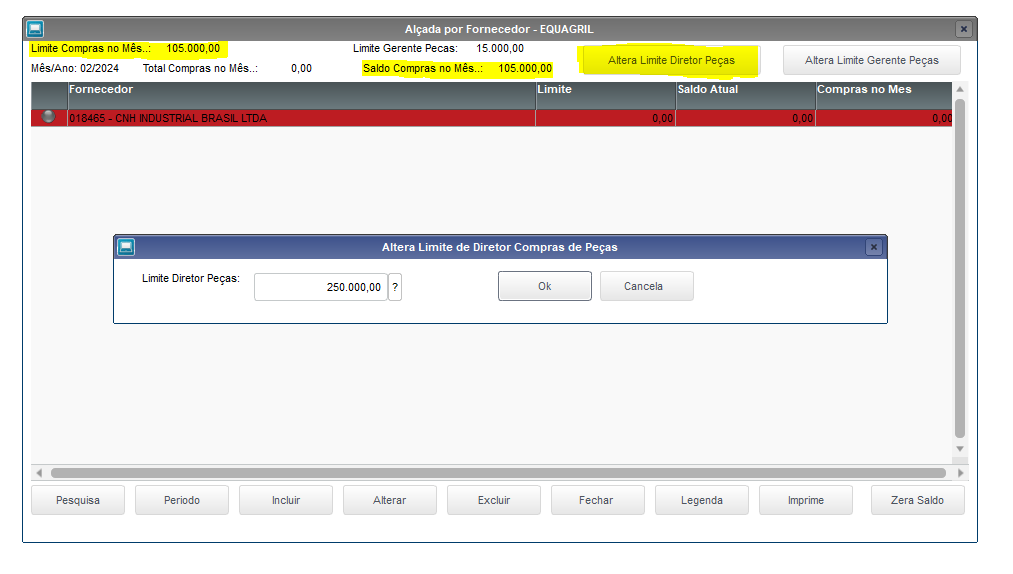 Alçada por Fornecedor - EQUAGRIL
Limite Compras no Mês..: 105.000,00 Limite Gerente Pecas: 15.000,00
Altera Limite Diretor Peças Altera Limite Gerente Peças
Mês/Ano: 02/2024 Total Compras no Mês..: 0,00 Saldo Compras no Mês..: 105.000,00
Fornecedor Limite Saldo Atual Compras no Mes
018465 - CNH INDUSTRIAL BRASIL LTDA 0,00 0,00 0,00
Altera Limite de Diretor Compras de Peças
Limite Diretor Peças: 250.000,00 ? Ok Cancela
Pesquisa Periodo Incluir Alterar Excluir Fechar Legenda Imprime Zera Saldo